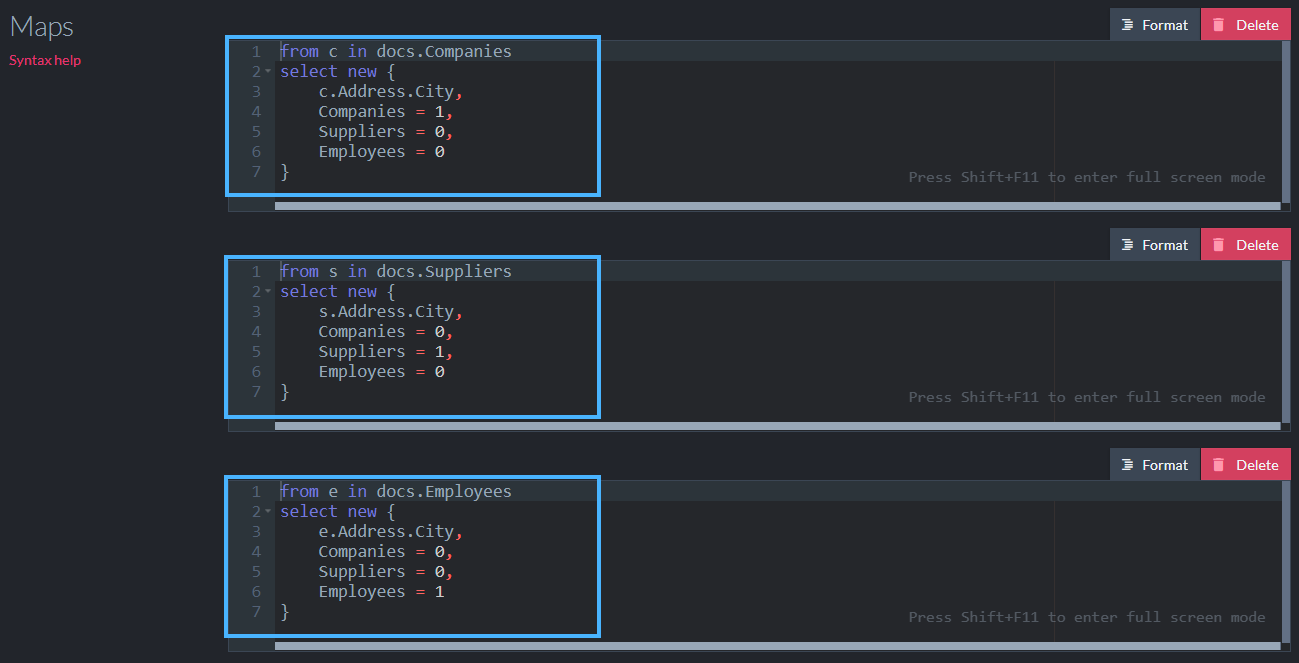 Maps
Syntax help
Format Delete
1 from c in docs.Companies
2 select new {
3 c.Address.City,
4 Companies = 1,
5 Suppliers = 0,
6 Employees = 0
7 }
Press Shift+F11 to enter full screen mode
Format Delete
1 from s in docs.Suppliers
2 select new {
3 s.Address.City,
4 Companies = 0,
5 Suppliers = 1,
6 Employees = 0
7 }
Press Shift+F11 to enter full screen mode
Format Delete
1 from e in docs.Employees
2 select new {
3 e.Address.City,
4 Companies = 0,
5 Suppliers = 0,
6 Employees = 1
7 }
Press Shift+F11 to enter full screen mode